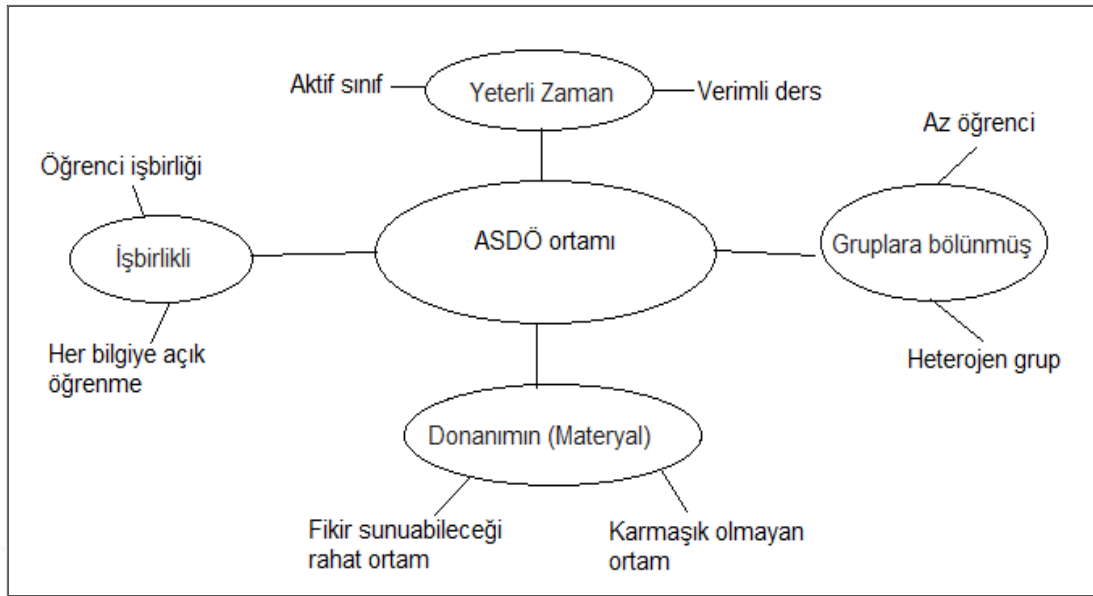 Aktif sınıf
Yeterli Zaman
Verimli ders
Az öğrenci
Öğrenci işbirliği
İşbirlikli
ASDÖ ortamı
Gruplara bölünmüş
Her bilgiye açık
öğrenme
Heterojen grup
Donanımın (Materyal)
Fikir sunuabileceği
rahat ortam
Karmaşık olmayan
ortam